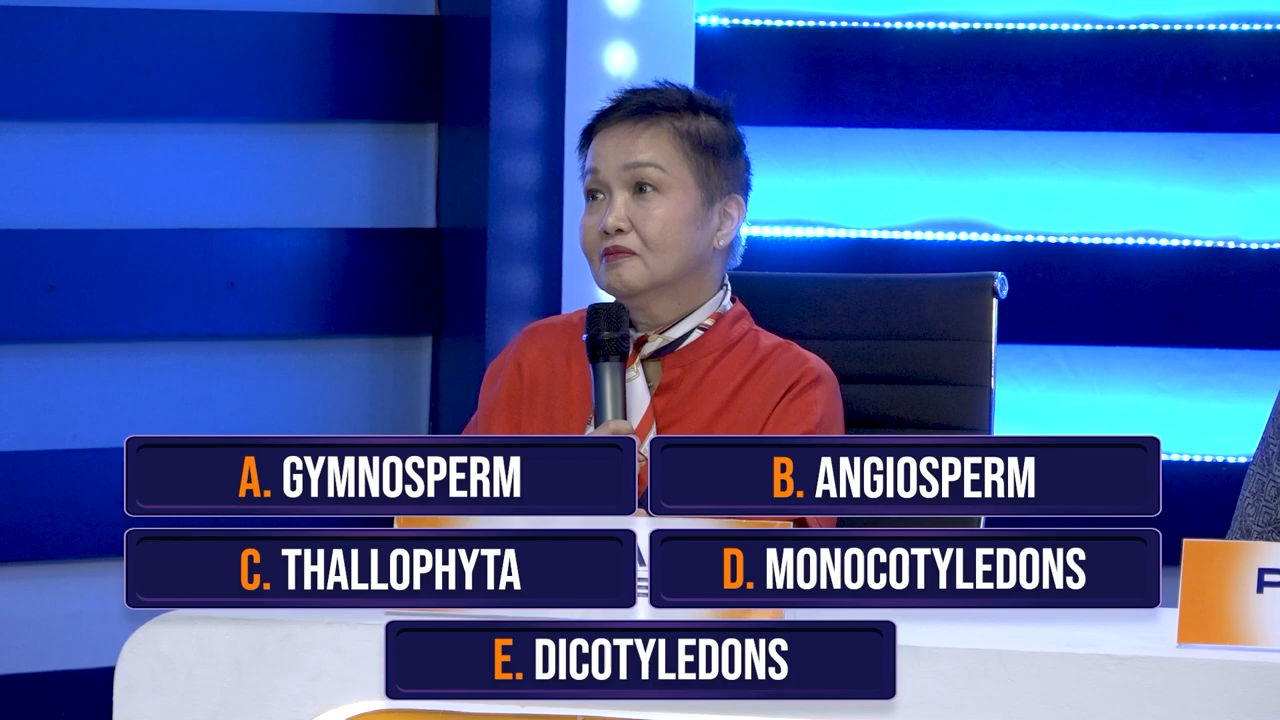 A. GYMNOSPERM
B. ANGIOSPERM
C. THALLOPHYTA
D. MONOCOTYLEDONS
E. DICOTYLEDONS